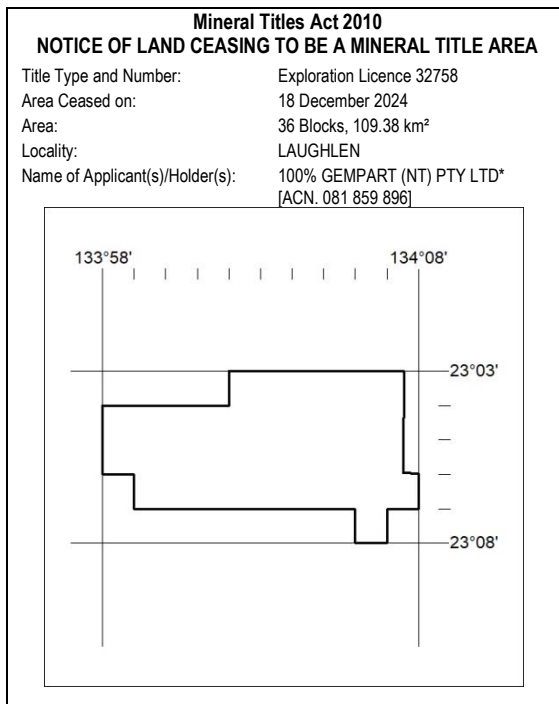 Mineral Titles Act 2010
NOTICE OF LAND CEASING TO BE A MINERAL TITLE AREA
Title Type and Number: Exploration Licence 32758
Area Ceased on: 18 December 2024
Area: 36 Blocks, 109.38 km²
Locality: LAUGHLEN
Name of Applicant(s)/Holder(s): 100% GEMPART (NT) PTY LTD*
[ACN. 081 859 896]
133°58' 134°08'
23°03'
23°08'